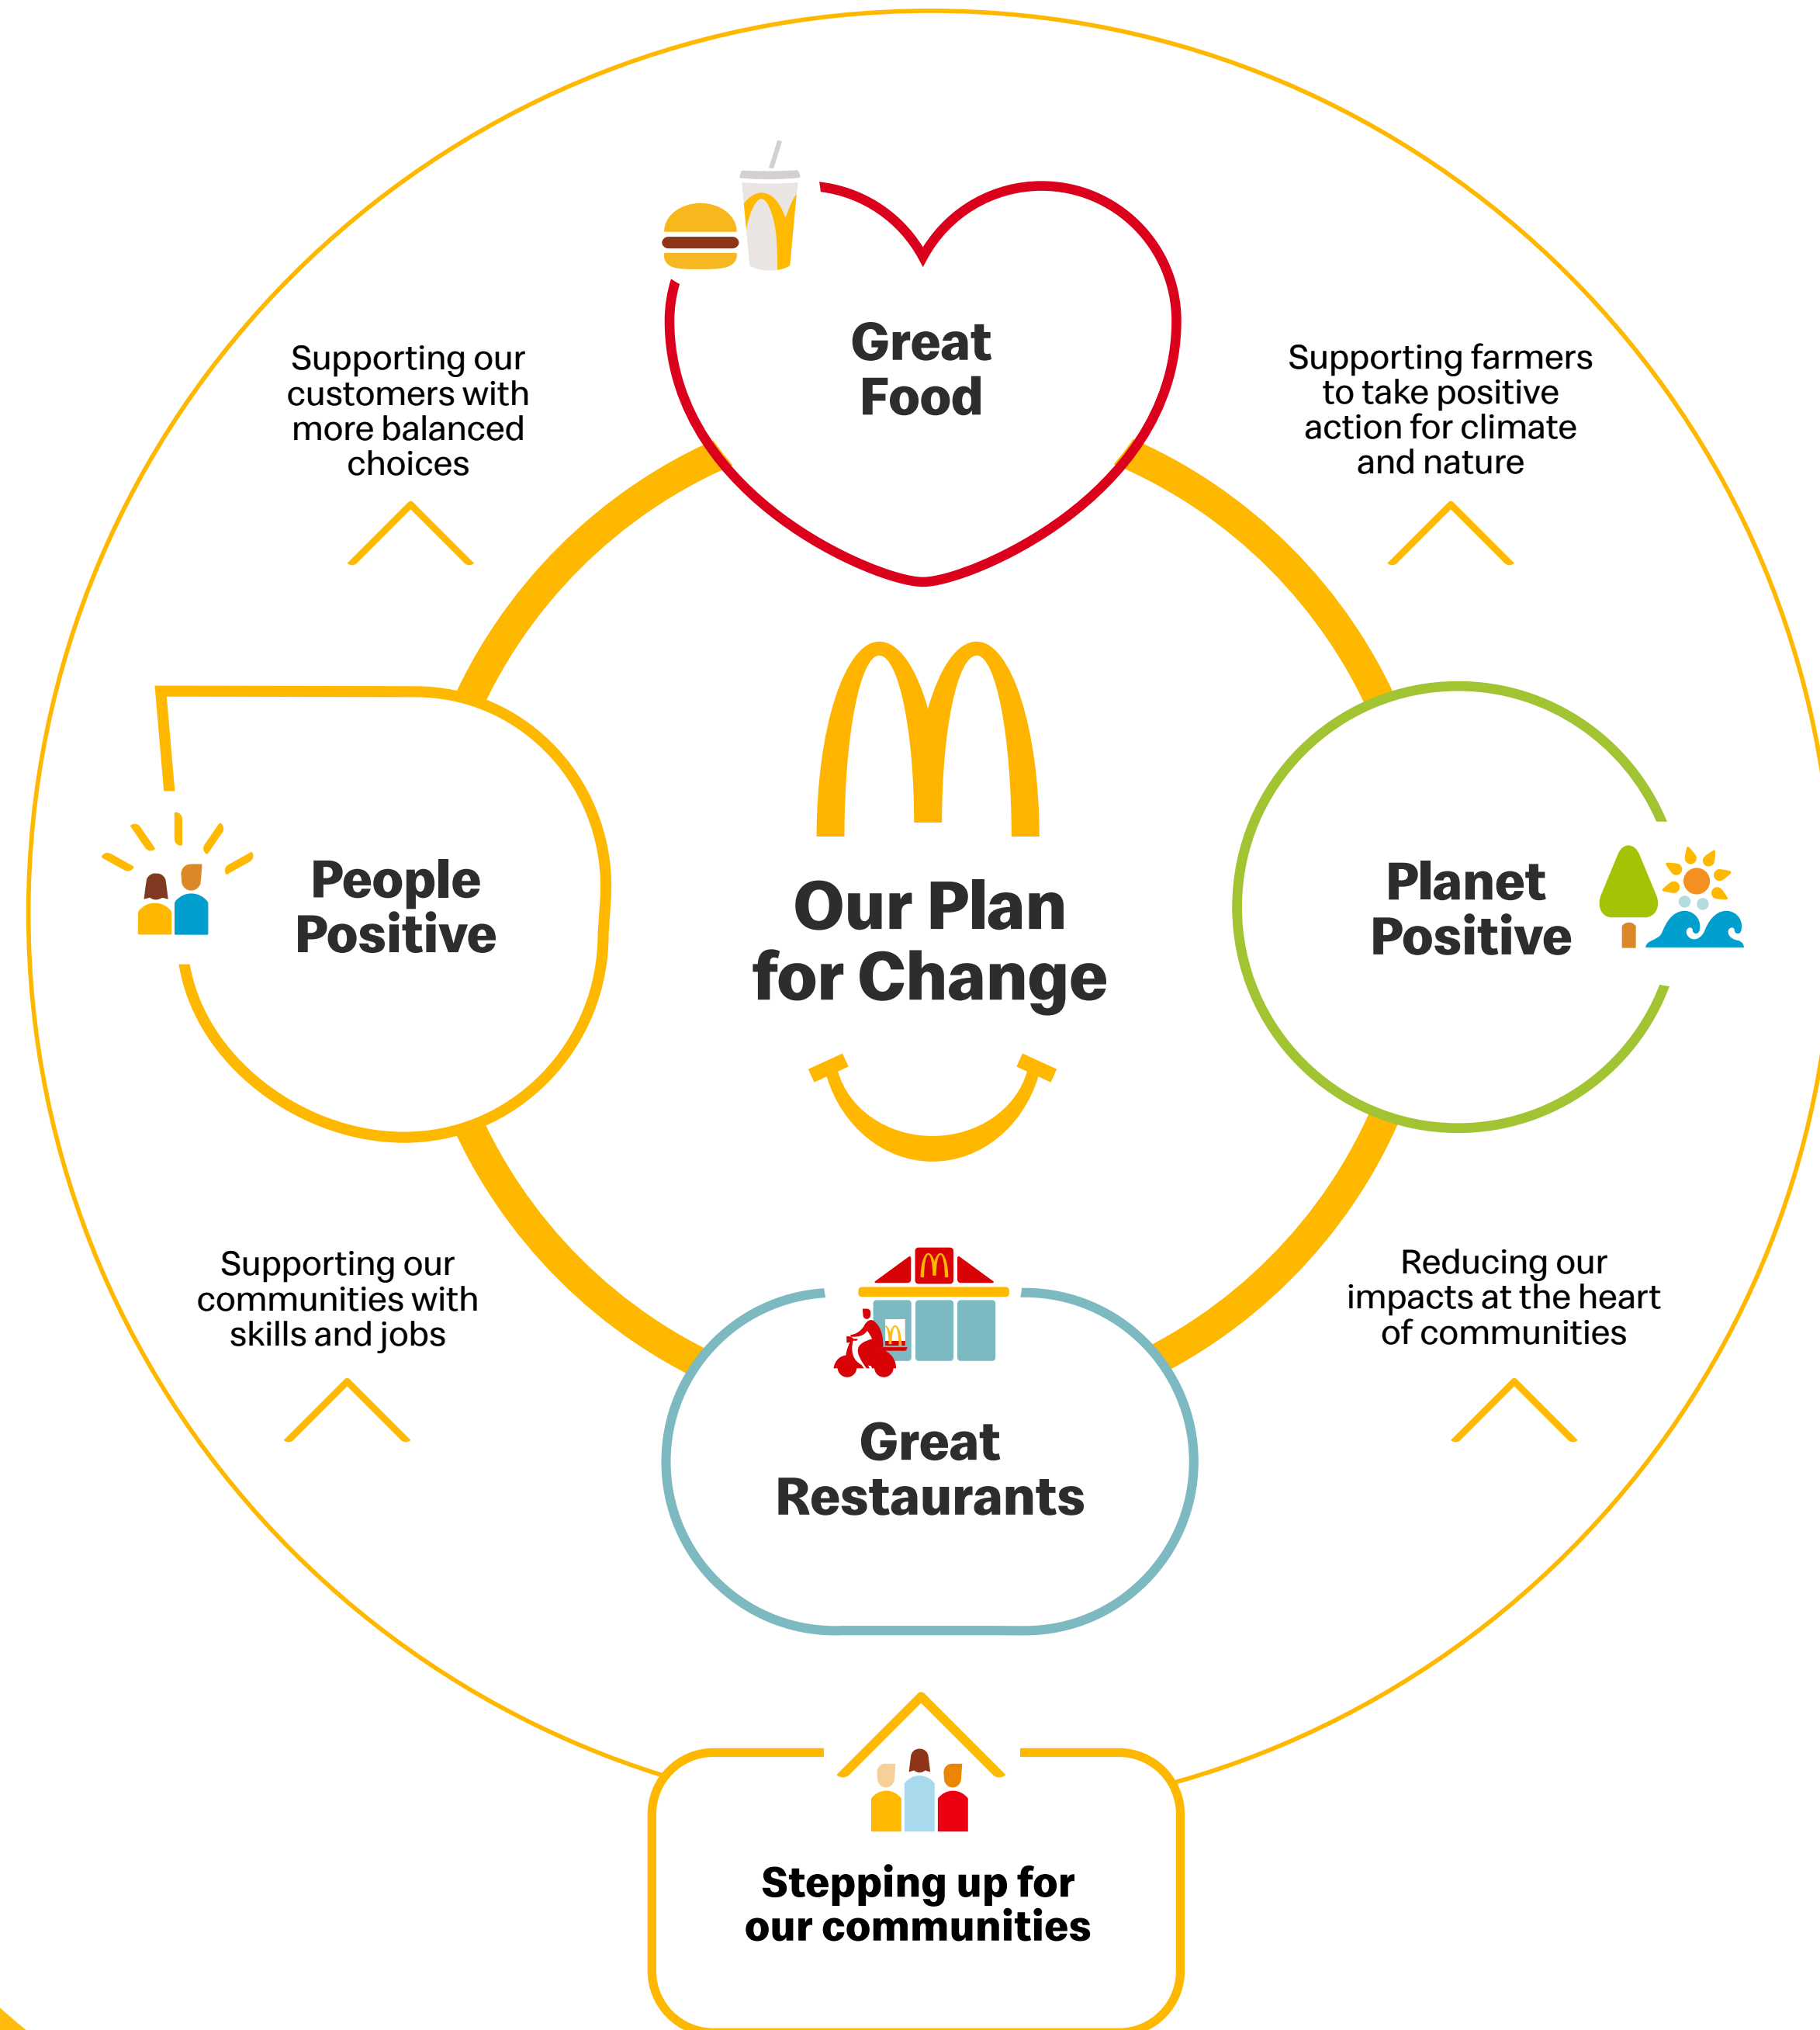 Great
Food
Supporting our
customers with
more balanced
choices
Supporting farmers
to take positive
action for climate
and nature
People
Positive
Our Plan
for Change
Planet
Positive
Supporting our
communities with
skills and jobs
Reducing our
impacts at the heart
of communities
Great
Restaurants
Stepping up for
our communities